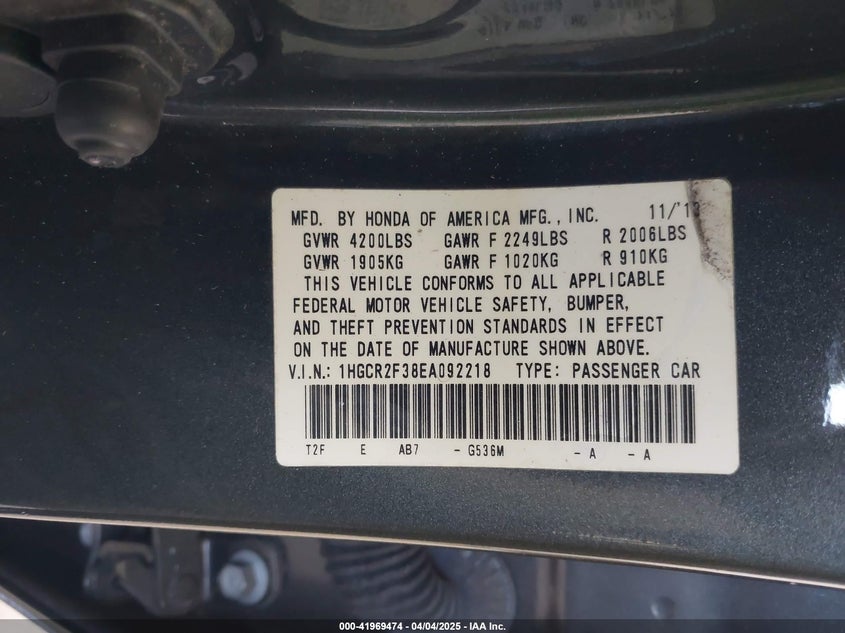 MFD. BY HONDA OF AMERICA MFG., INC. 11/'13
GVWR 4200LBS GAWR F 2249LBS R 2006LBS
GVWR 1905KG GAWR F 1020KG R 910KG
THIS VEHICLE CONFORMS TO ALL APPLICABLE
FEDERAL MOTOR VEHICLE SAFETY, BUMPER,
AND THEFT PREVENTION STANDARDS IN EFFECT
ON THE DATE OF MANUFACTURE SHOWN ABOVE.
V.I.N.: 1HGCR2F38EA092218 TYPE: PASSENGER CAR
T2F E AB7 - G536M - A - A
000-41969474 - 04/04/2025 - IAA Inc.